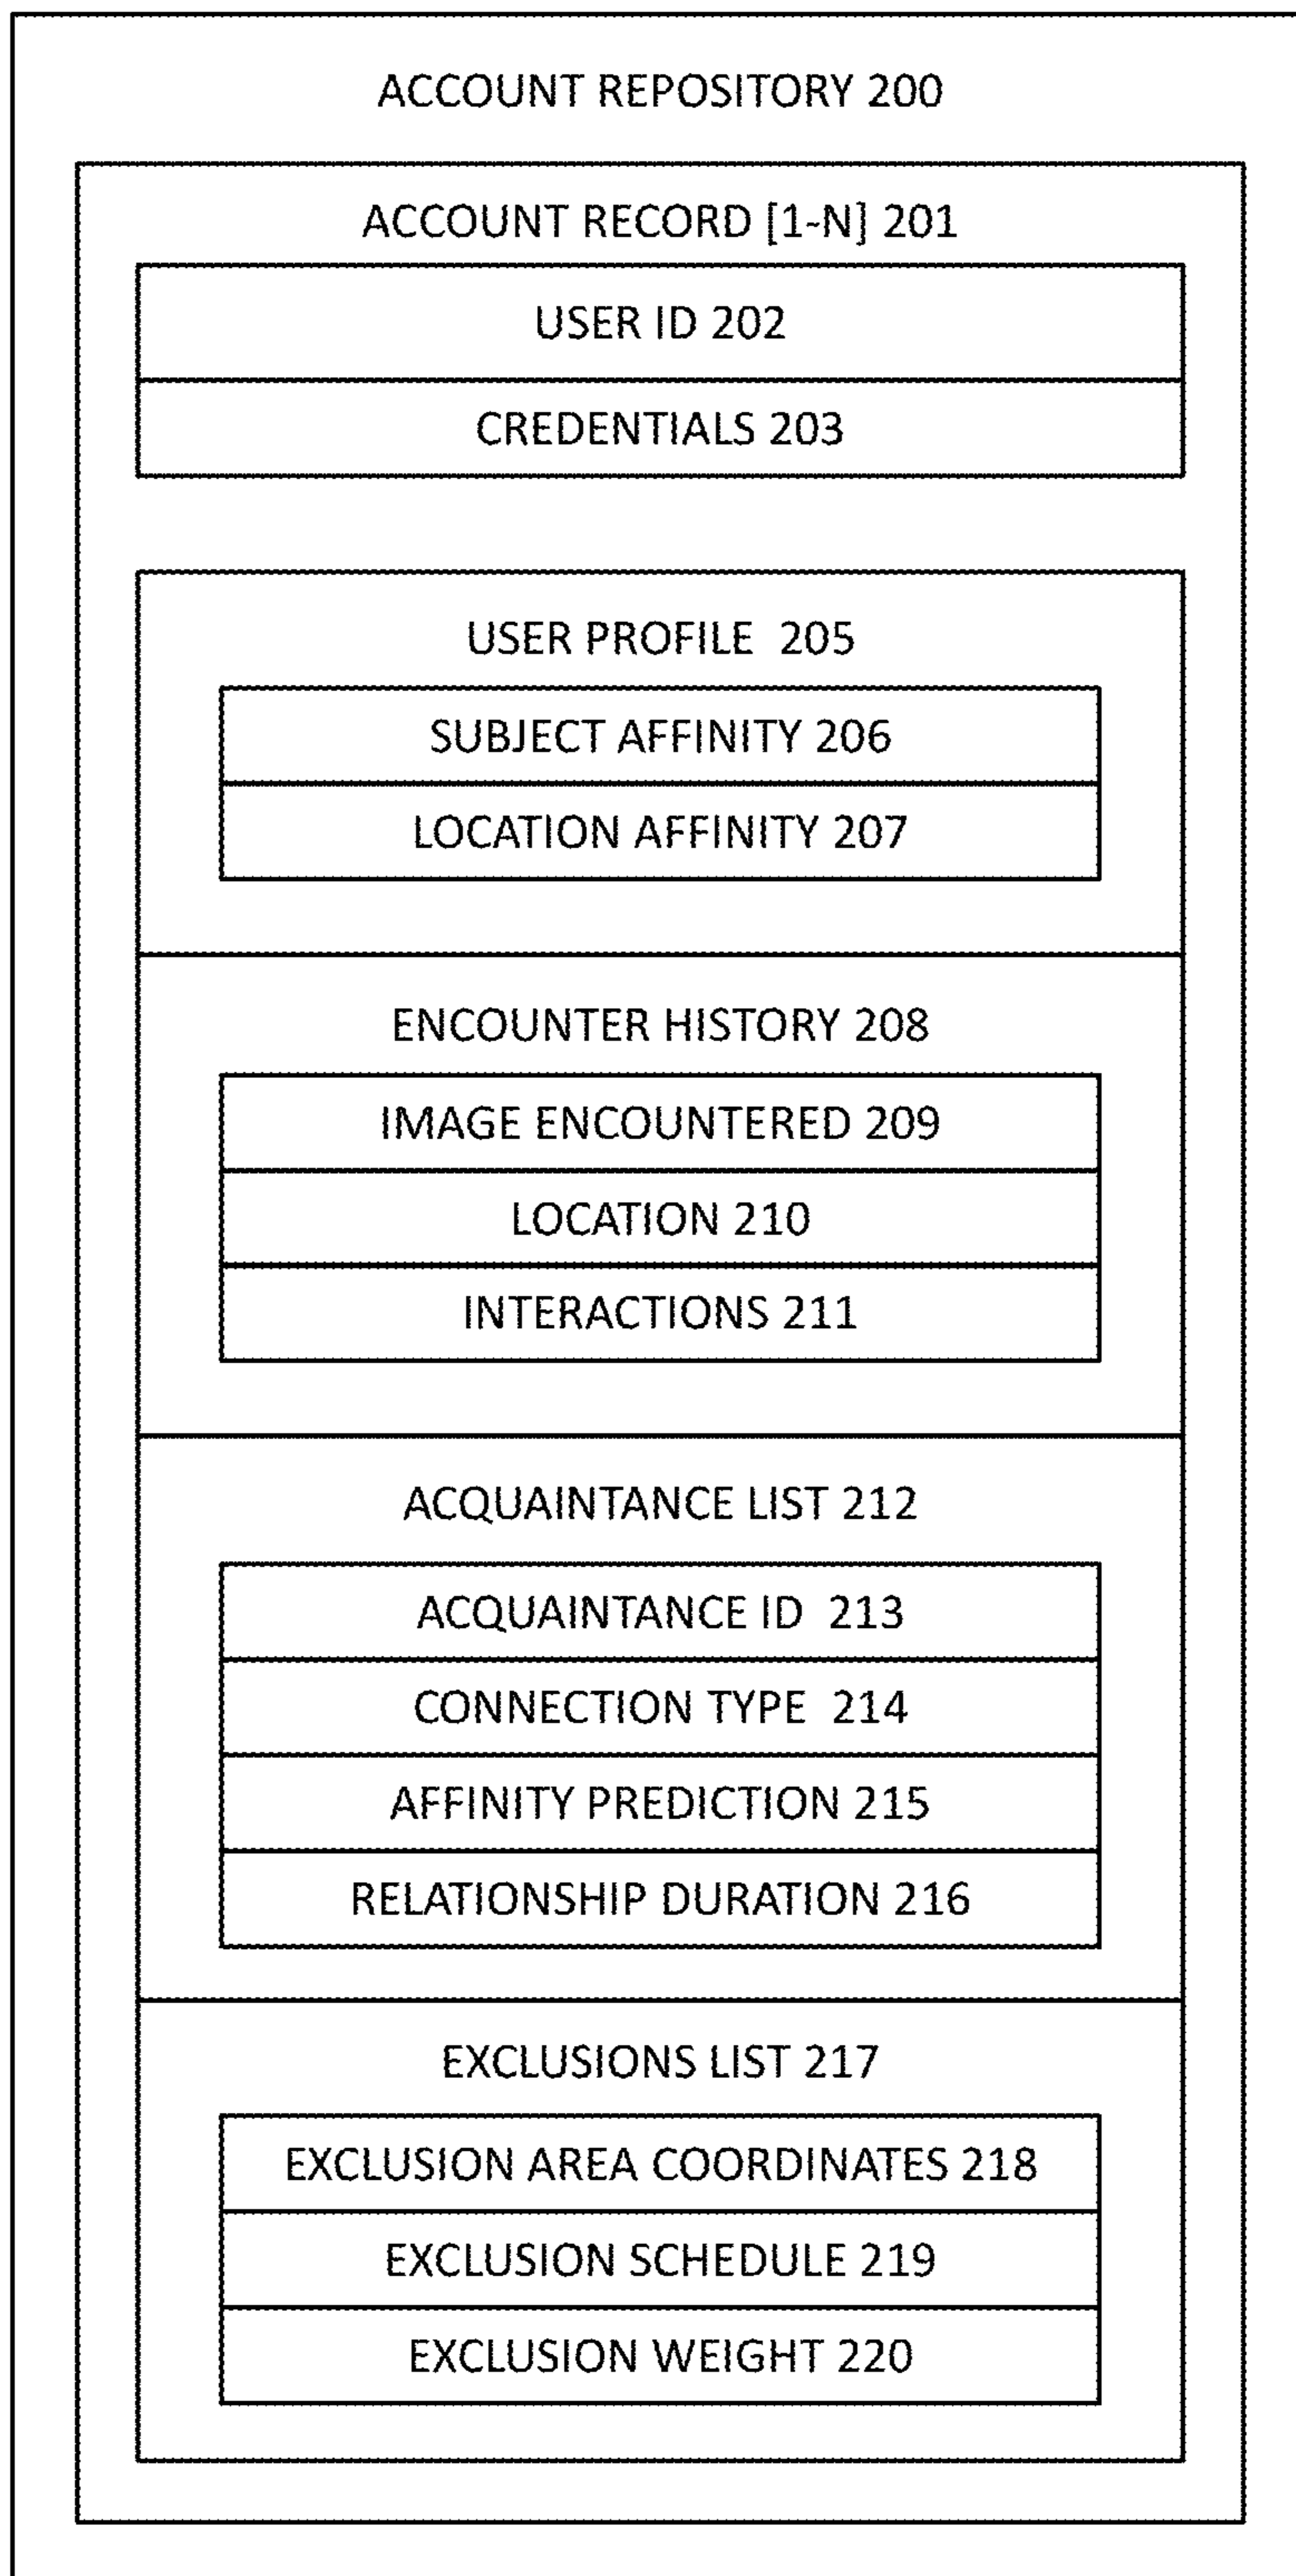 ACCOUNT REPOSITORY 200
ACCOUNT RECORD [1-N] 201
USER ID 202
CREDENTIALS 203
USER PROFILE 205
SUBJECT AFFINITY 206
LOCATION AFFINITY 207
ENCOUNTER HISTORY 208
IMAGE ENCOUNTERED 209
LOCATION 210
INTERACTIONS 211
ACQUAINTANCE LIST 212
ACQUAINTANCE ID 213
CONNECTION TYPE 214
AFFINITY PREDICTION 215
RELATIONSHIP DURATION 216
EXCLUSIONS LIST 217
EXCLUSION AREA COORDINATES 218
EXCLUSION SCHEDULE 219
EXCLUSION WEIGHT 220